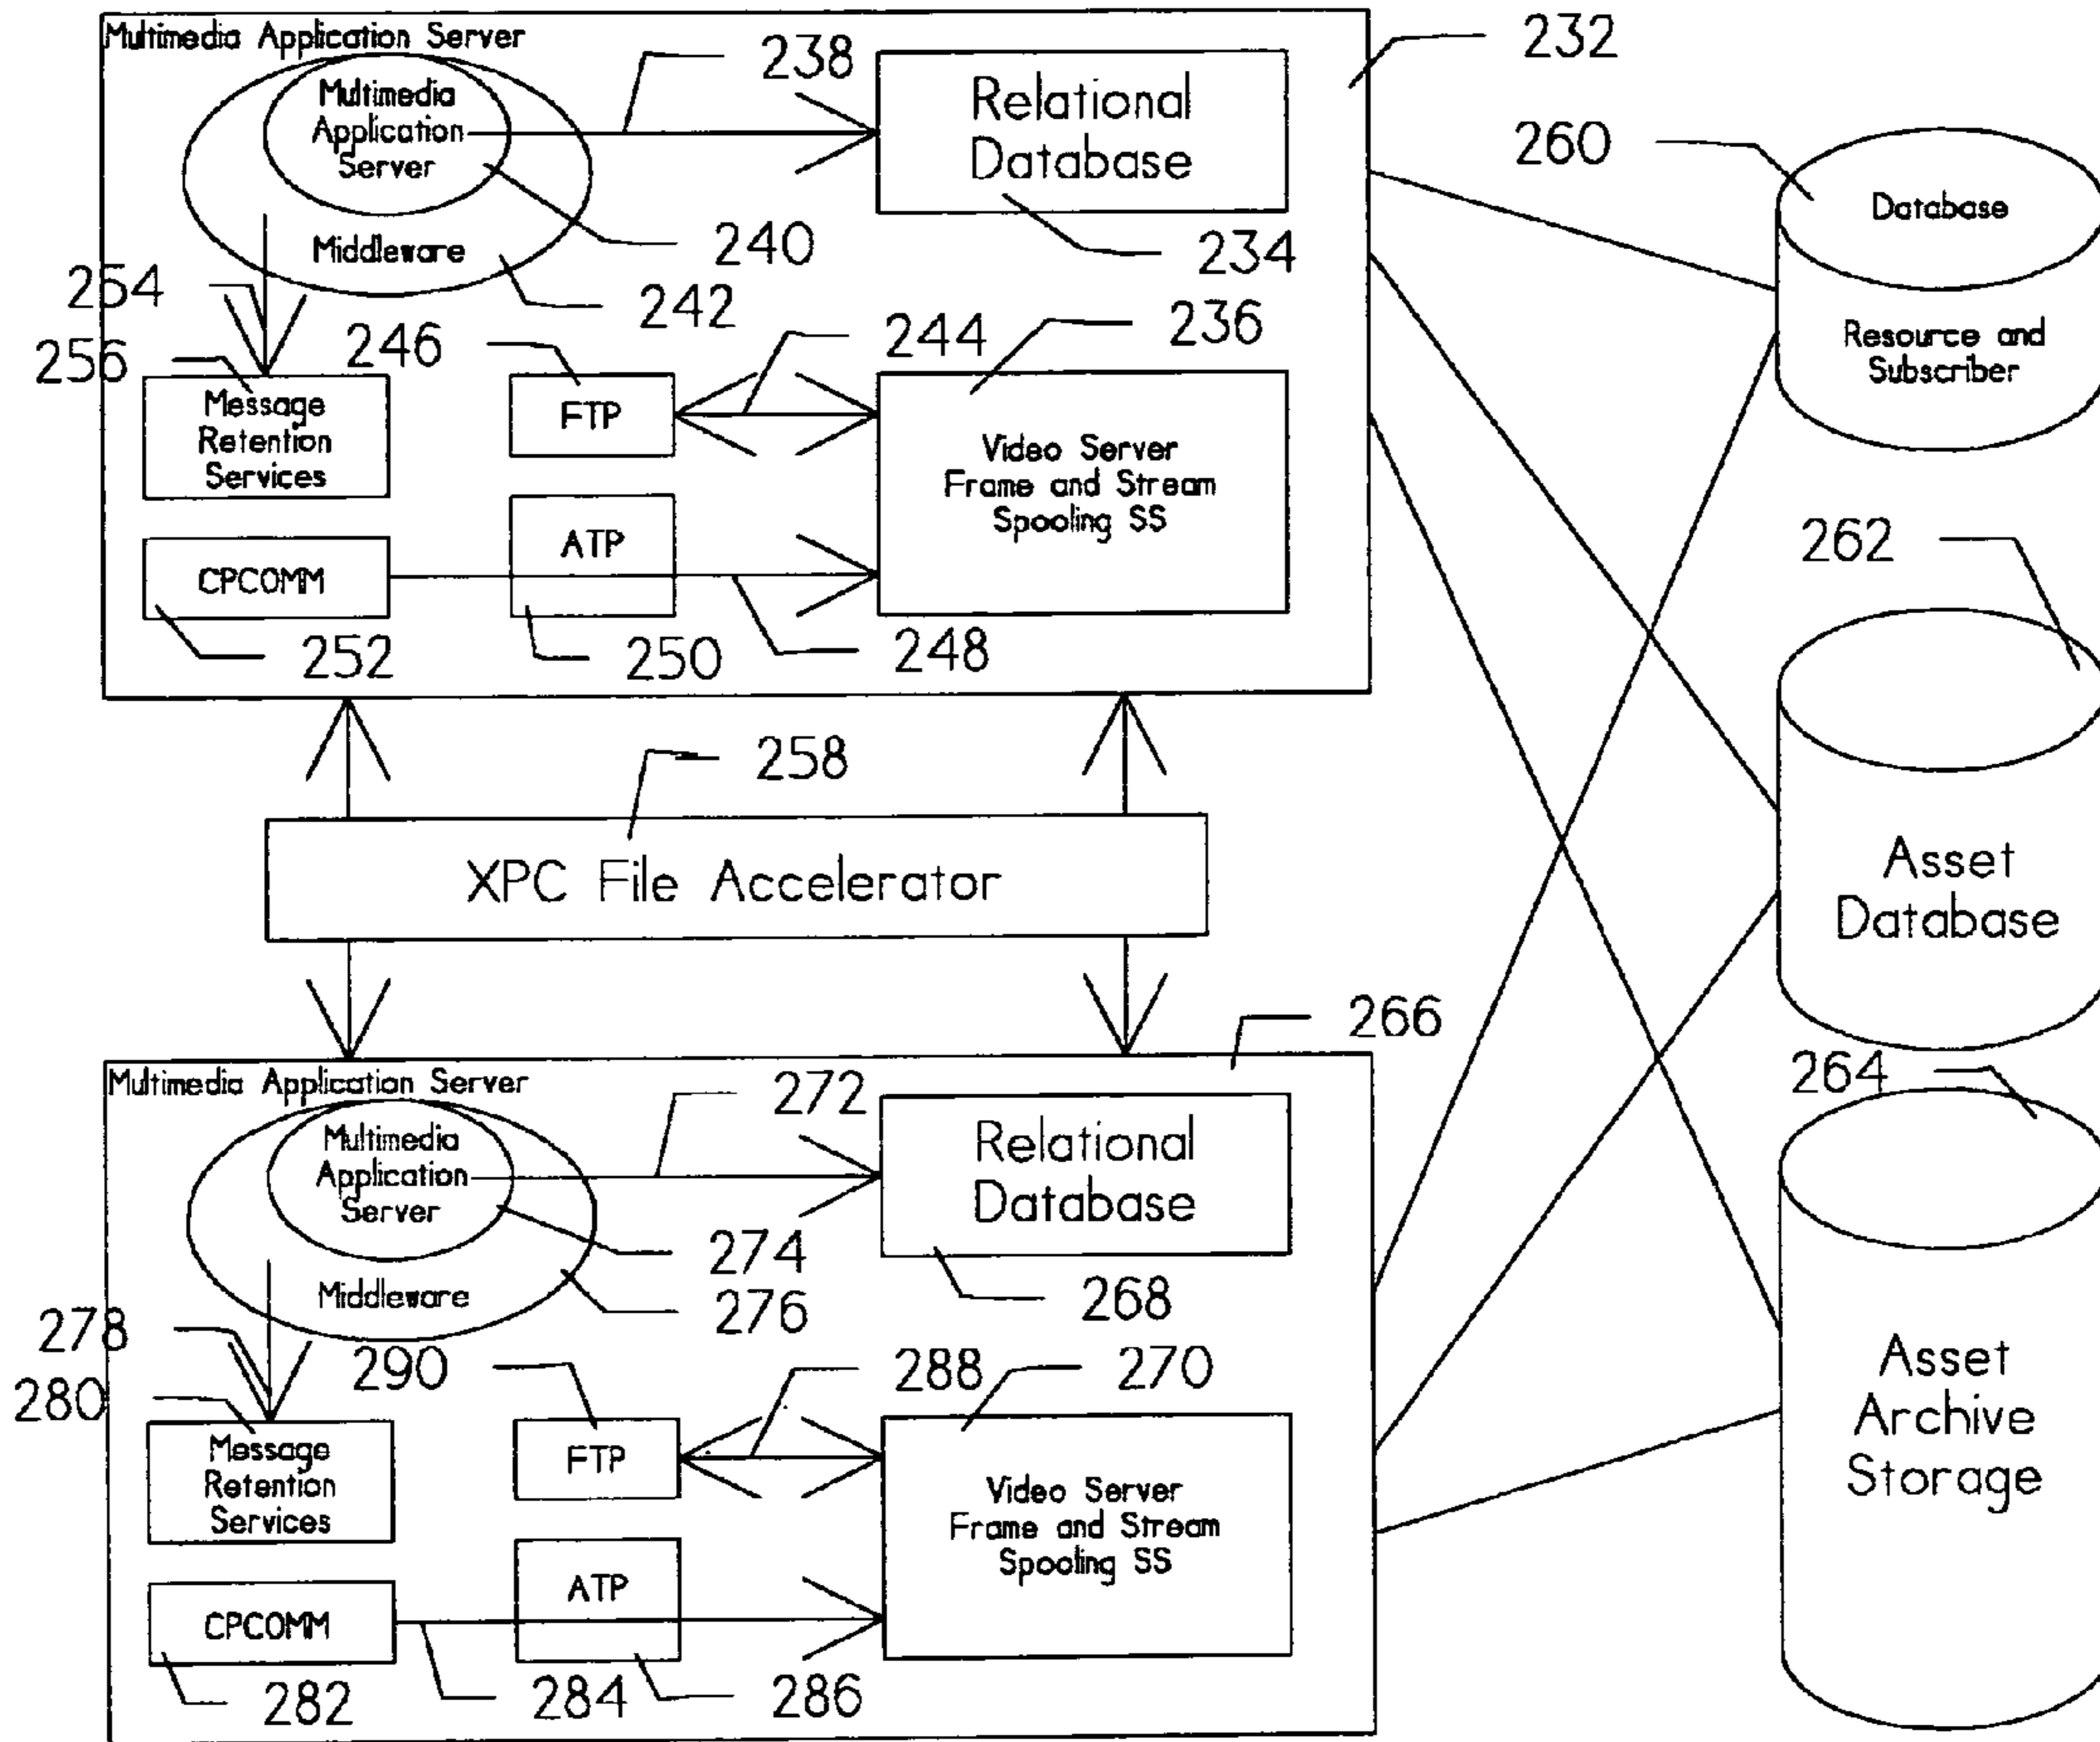 Multimedia Application Server
238
232
Multimedia
Application
Server
Relational
Database
260
Database
240
234
Middleware
254
242
256
246
244
236
Resource and
Subscriber
Message
Retention
Services
FTP
Video Server
Frame and Stream
Spooling SS
ATP
CPCOMM
262
252
250
248
258
XPC File Accelerator
Asset
Database
266
Multimedia Application Server
264
272
Multimedia
Application
Server
Relational
Database
274
Middleware
276
268
278
290
288
270
280
Asset
Archive
Storage
Message
Retention
Services
FTP
Video Server
Frame and Stream
Spooling SS
ATP
CPCOMM
282
284
286